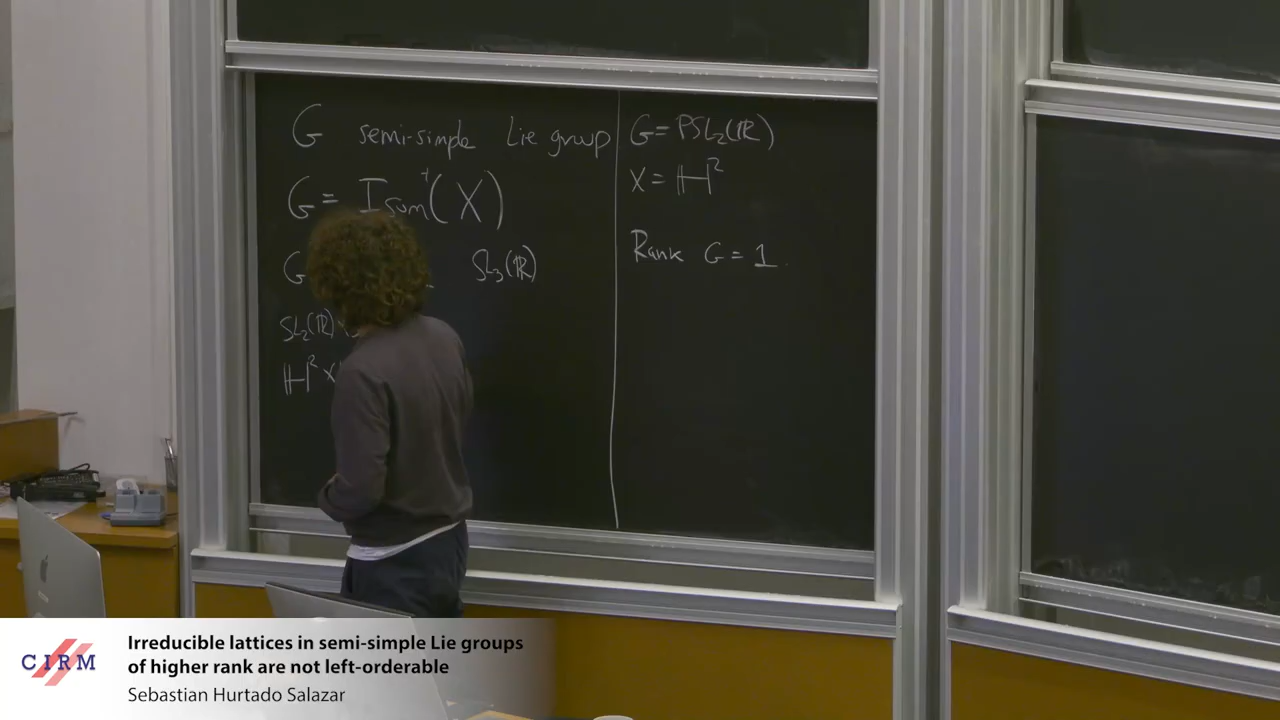 G semi-simple Lie group
G = Isom⁺(X)
G SL₃(ℝ)
SL₂(ℝ) ×
ℍ² ×
G = PSL₂(ℝ)
X = ℍ²
Rank G = 1
CIRM
Irreducible lattices in semi-simple Lie groups
of higher rank are not left-orderable
Sebastian Hurtado Salazar